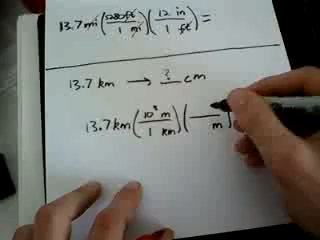 13.7 mi (5280 ft / 1 mi) (12 in / 1 ft) =
13.7 km → ? cm
13.7 km (10³ m / 1 km) ( / m)